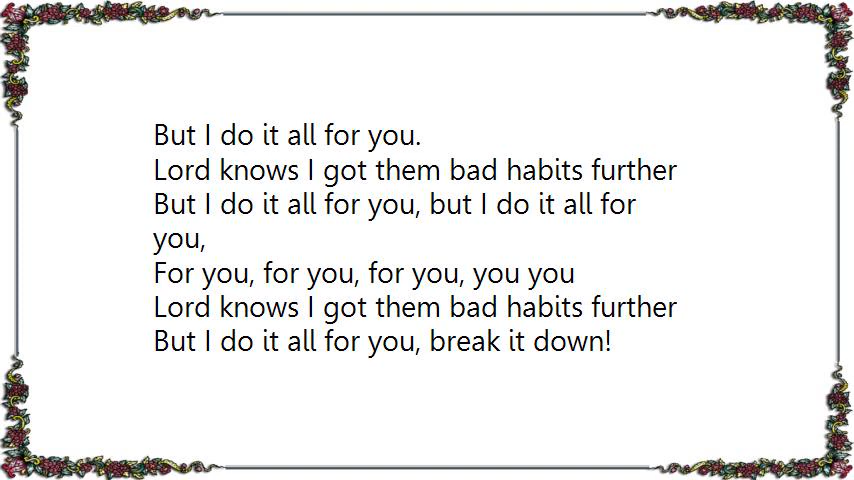 But I do it all for you.
Lord knows I got them bad habits further
But I do it all for you, but I do it all for
you,
For you, for you, for you, you you
Lord knows I got them bad habits further
But I do it all for you, break it down!